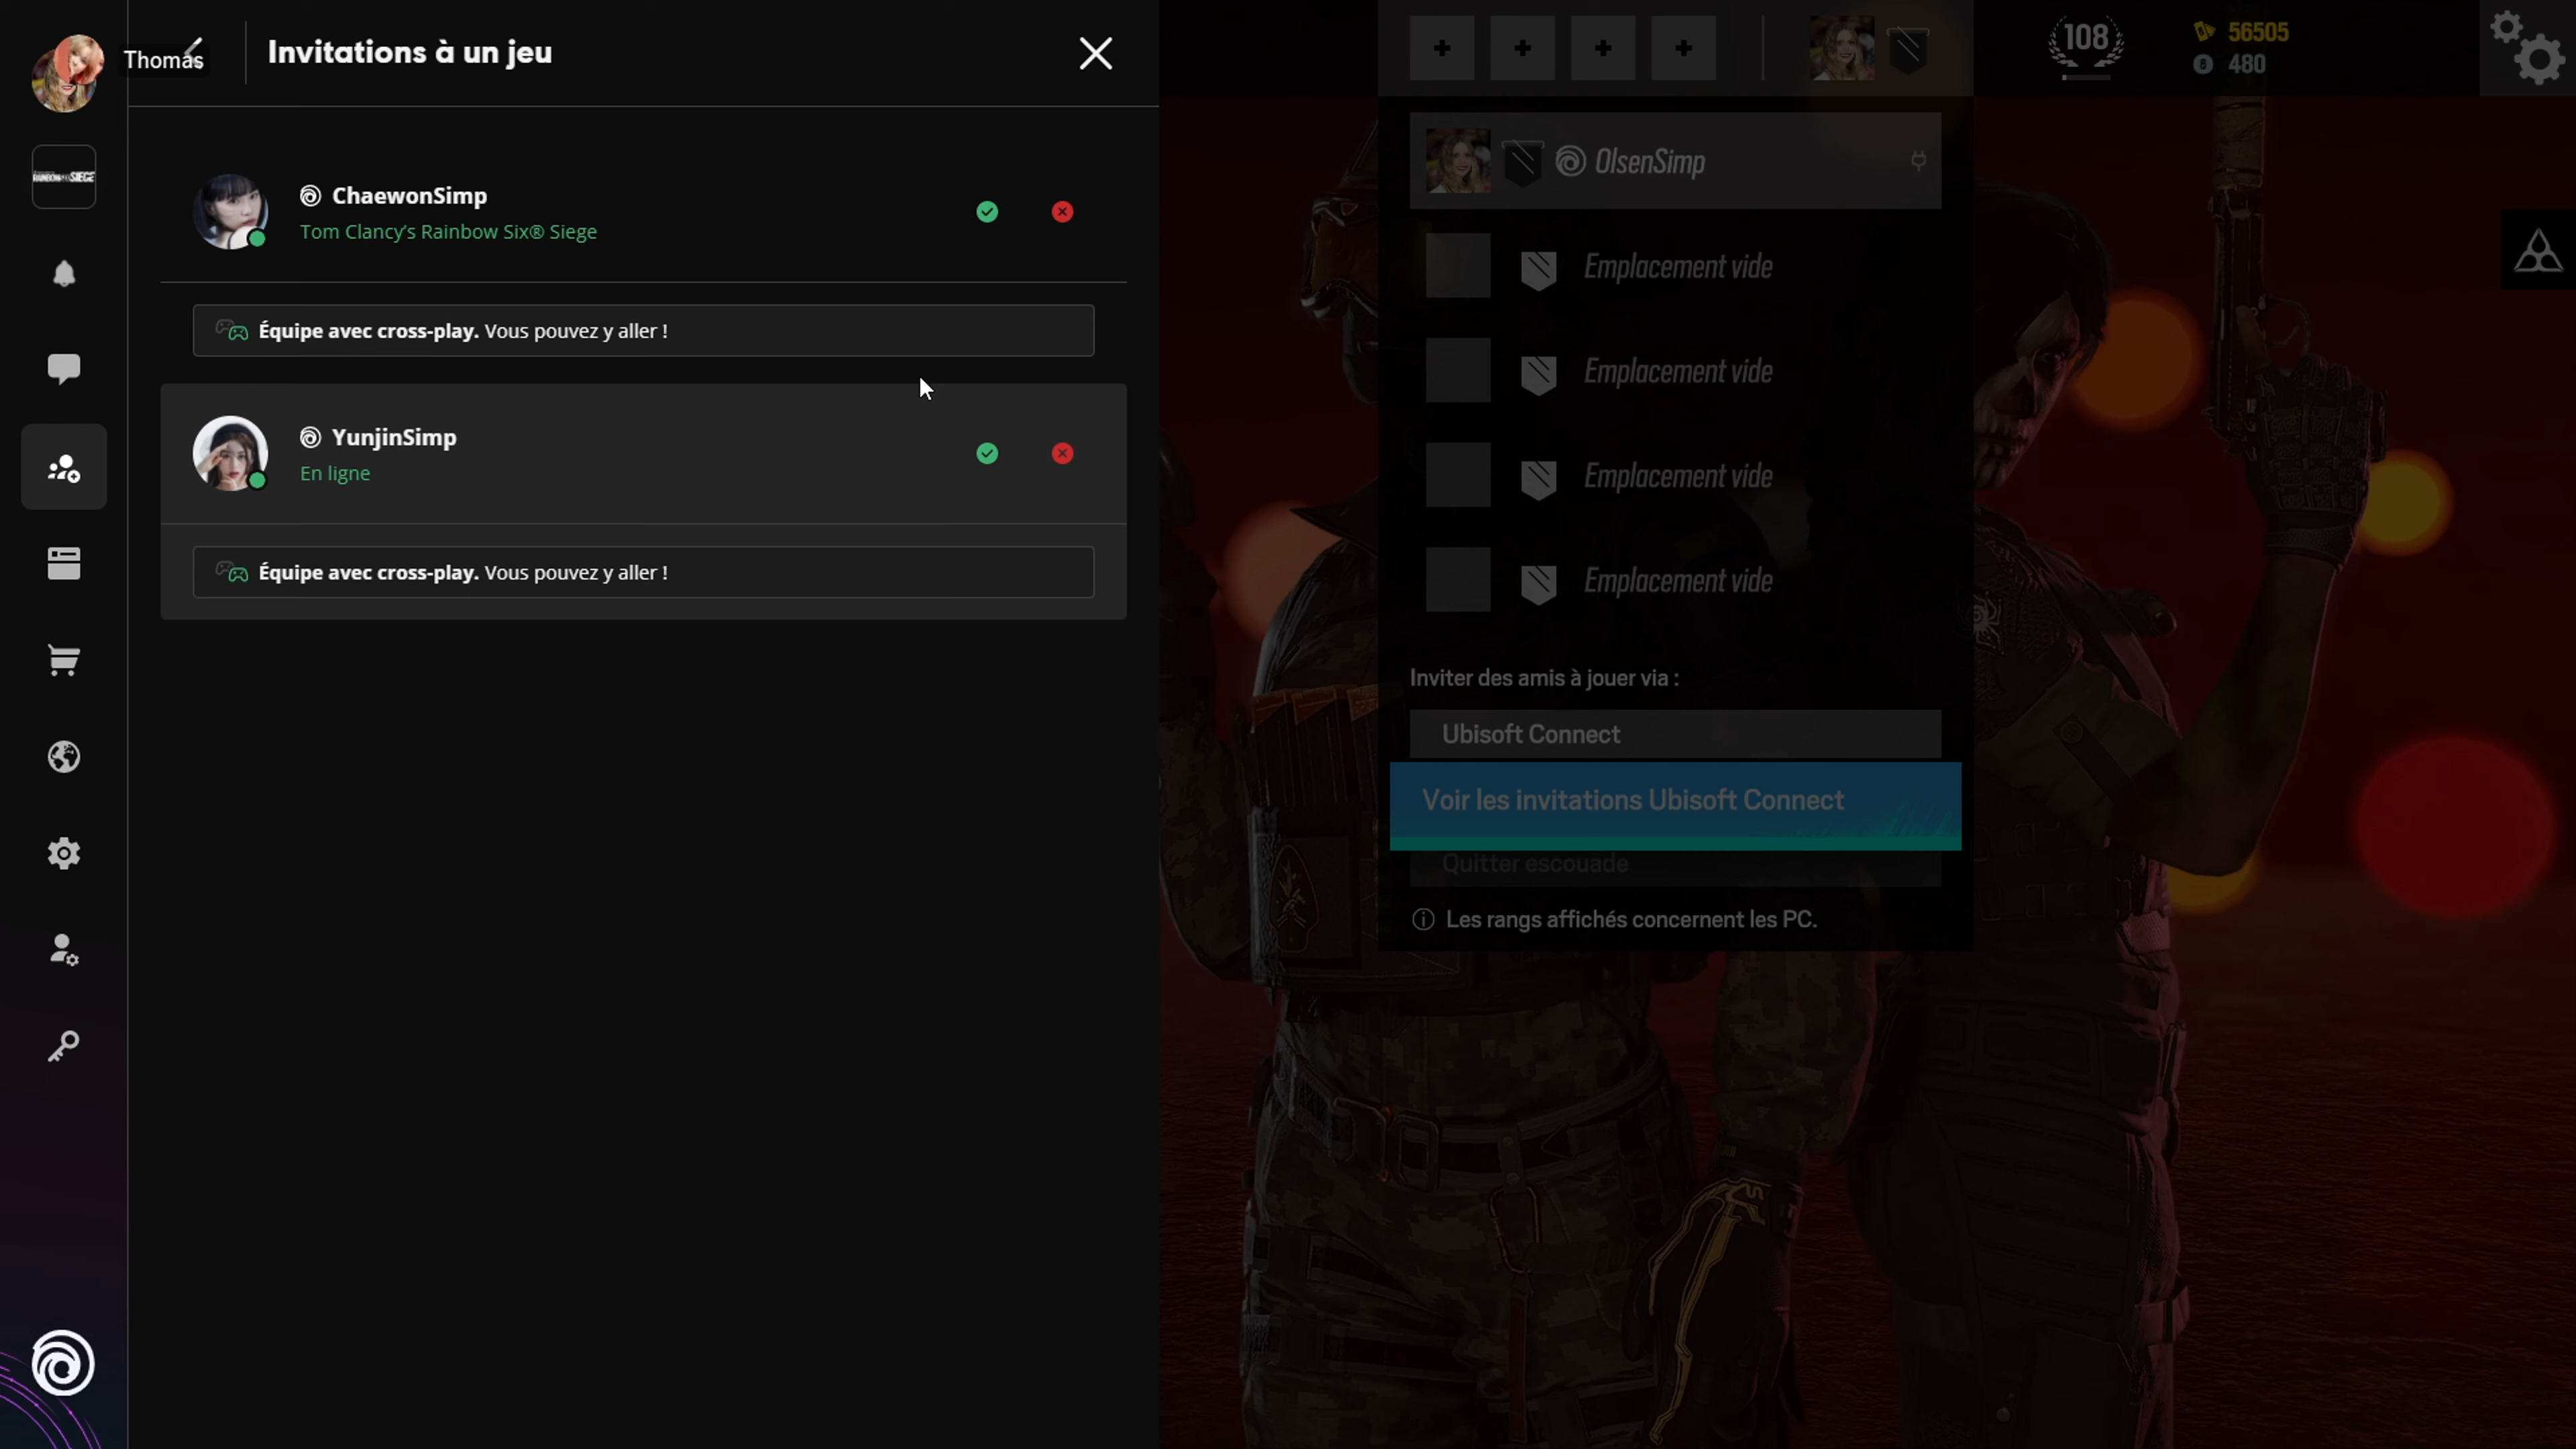 Thomas
Invitations à un jeu
RAINBOW SIEGE
ChaewonSimp
Tom Clancy's Rainbow Six® Siege
Équipe avec cross-play. Vous pouvez y aller !
YunjinSimp
En ligne
Équipe avec cross-play. Vous pouvez y aller !
108
56505
480
OlsenSimp
Emplacement vide
Emplacement vide
Emplacement vide
Emplacement vide
Inviter des amis à jouer via :
Ubisoft Connect
Voir les invitations Ubisoft Connect
Quitter escouade
Les rangs affichés concernent les PC.